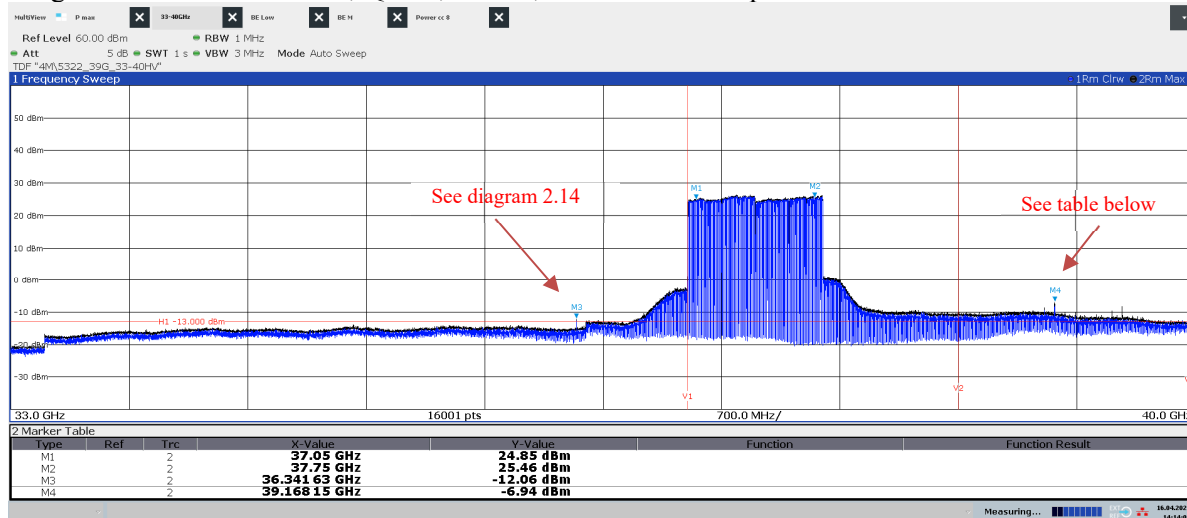 MultiView P max 33-40GHz BE Low BE M Power cc 8
Ref Level 60.00 dBm RBW 1 MHz
Att 5 dB SWT 1 s VBW 3 MHz Mode Auto Sweep
TDF "4M\5322_39G_33-40HV"
1 Frequency Sweep 1Rm Clrw 2Rm Max
50 dBm
40 dBm
30 dBm
M1 M2
See diagram 2.14
See table below
20 dBm
10 dBm
0 dBm
M4
-10 dBm
M3
H1 -13.000 dBm
-20 dBm
-30 dBm
V1 V2
33.0 GHz 16001 pts 700.0 MHz/ 40.0 GH
2 Marker Table
Type Ref Trc X-Value Y-Value Function Function Result
M1 2 37.05 GHz 24.85 dBm
M2 2 37.75 GHz 25.46 dBm
M3 2 36.341 63 GHz -12.06 dBm
M4 2 39.168 15 GHz -6.94 dBm
Measuring... EXT REF 16.04.202